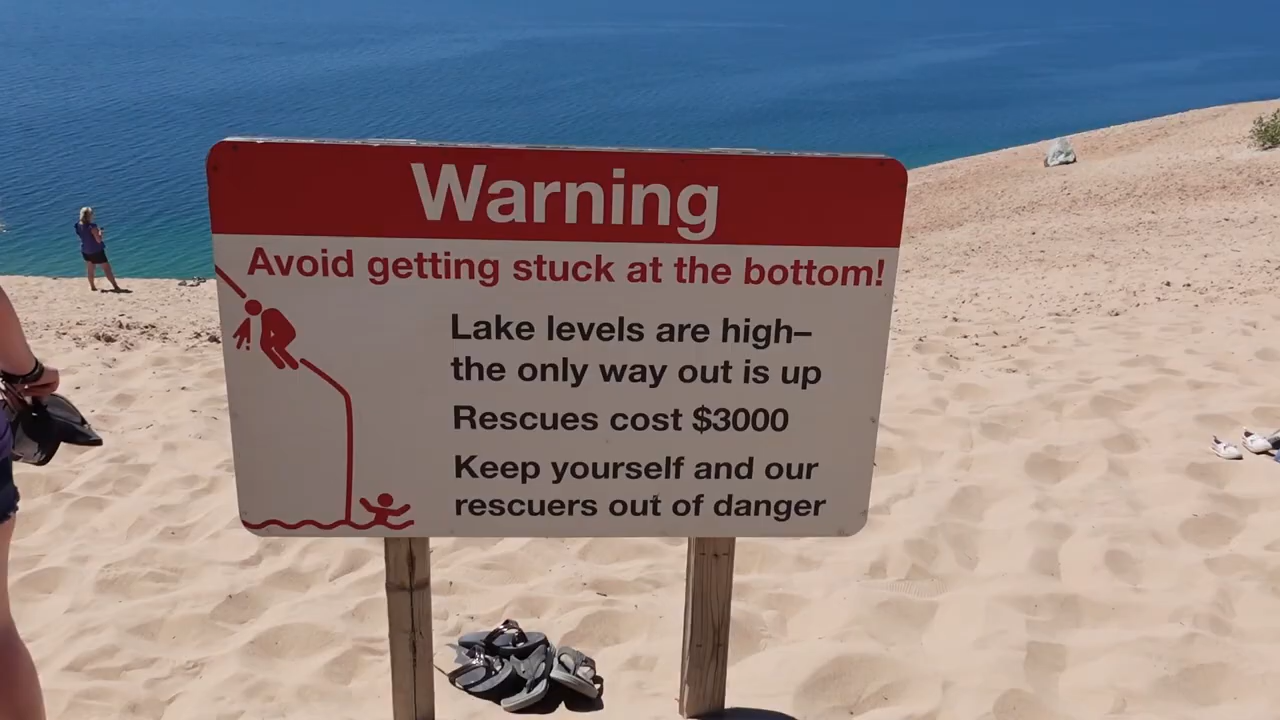 Warning
Avoid getting stuck at the bottom!
Lake levels are high–
the only way out is up
Rescues cost $3000
Keep yourself and our
rescuers out of danger